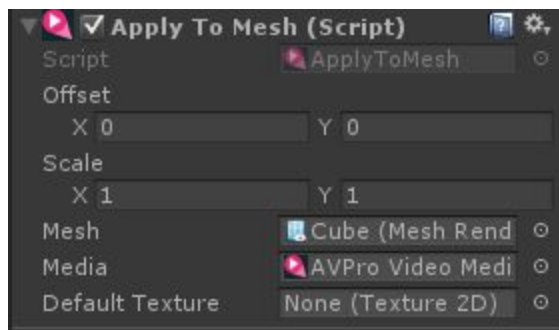 Apply To Mesh (Script)
Script ApplyToMesh
Offset
X 0 Y 0
Scale
X 1 Y 1
Mesh Cube (Mesh Rend
Media AVPro Video Medi
Default Texture None (Texture 2D)